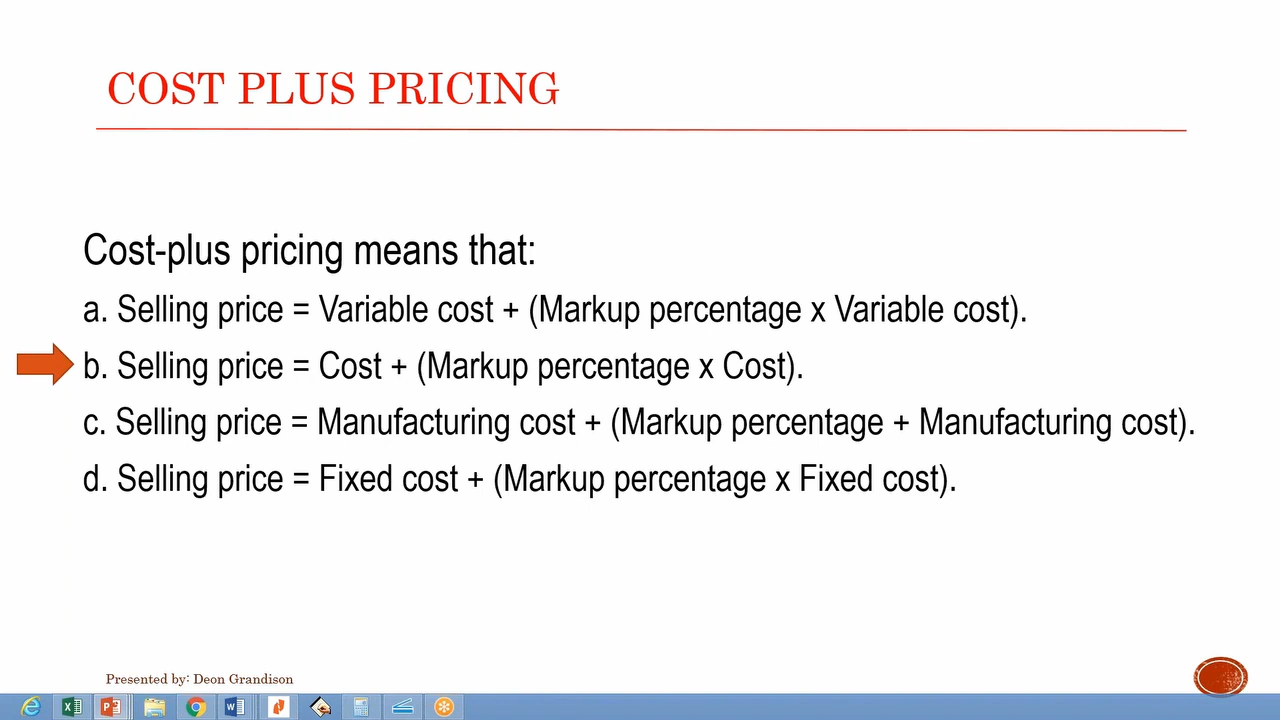 COST PLUS PRICING
Cost-plus pricing means that:
a. Selling price = Variable cost + (Markup percentage x Variable cost).
b. Selling price = Cost + (Markup percentage x Cost).
c. Selling price = Manufacturing cost + (Markup percentage + Manufacturing cost).
d. Selling price = Fixed cost + (Markup percentage x Fixed cost).
Presented by: Deon Grandison